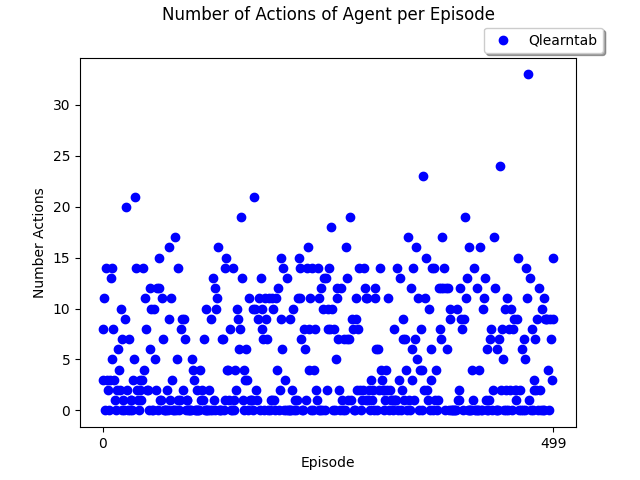 Number of Actions of Agent per Episode
Qlearntab
30
25
20
15
10
5
0
Number Actions
0
499
Episode